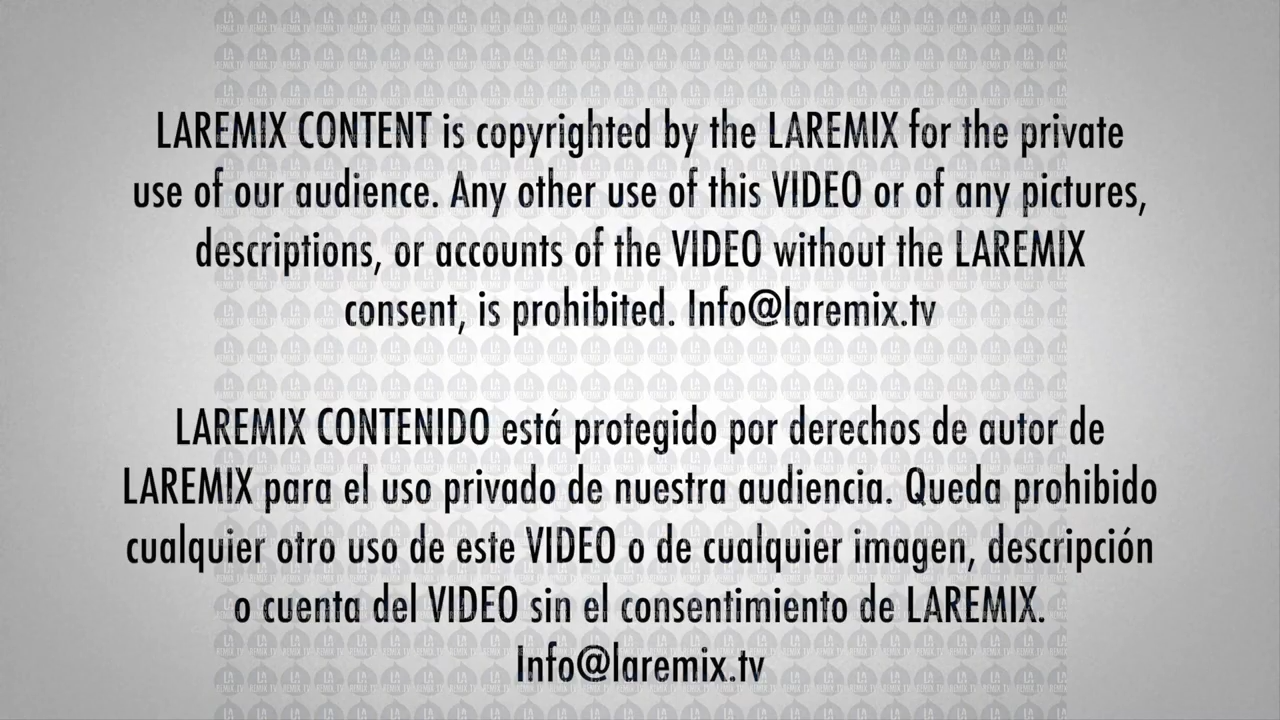 LAREMIX CONTENT is copyrighted by the LAREMIX for the private
use of our audience. Any other use of this VIDEO or of any pictures,
descriptions, or accounts of the VIDEO without the LAREMIX
consent, is prohibited. Info@laremix.tv
LAREMIX CONTENIDO está protegido por derechos de autor de
LAREMIX para el uso privado de nuestra audiencia. Queda prohibido
cualquier otro uso de este VIDEO o de cualquier imagen, descripción
o cuenta del VIDEO sin el consentimiento de LAREMIX.
Info@laremix.tv